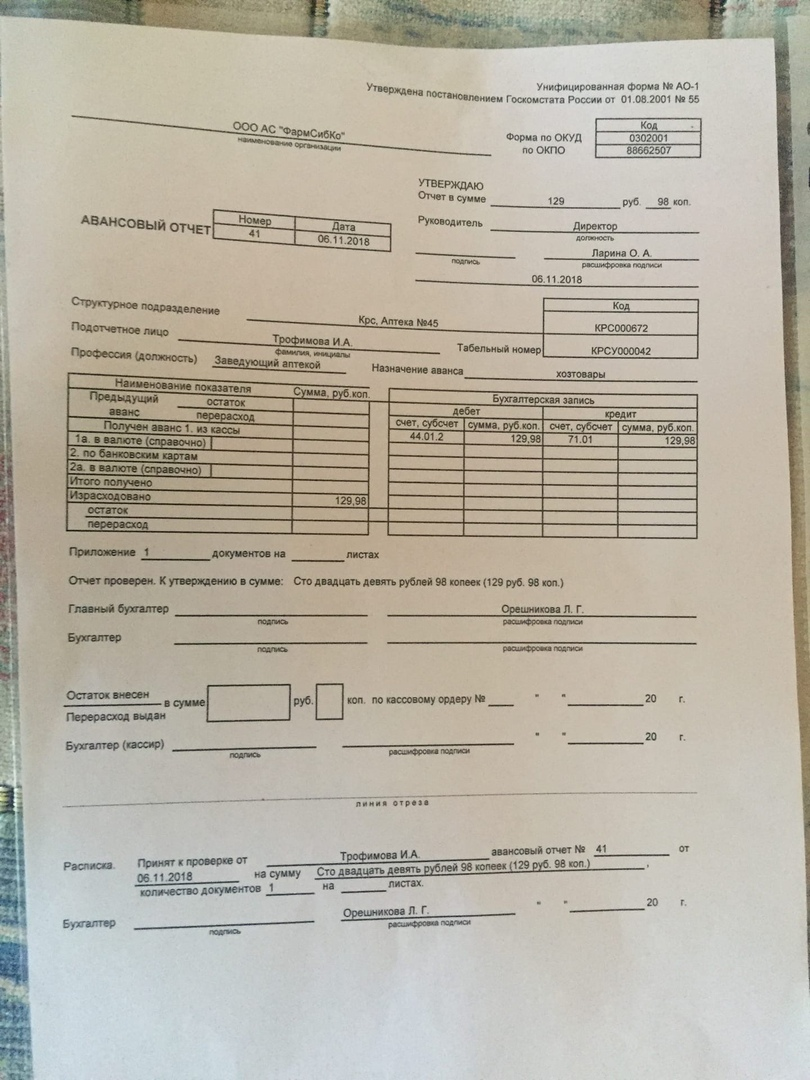 Унифицированная форма № АО-1
Утверждена постановлением Госкомстата России от 01.08.2001 № 55
Код
ООО АС "ФармСибКо"
наименование организации
Форма по ОКУД 0302001
по ОКПО 88662507
УТВЕРЖДАЮ
Отчет в сумме 129 руб. 98 коп.
АВАНСОВЫЙ ОТЧЕТ
Номер Дата
41 06.11.2018
Руководитель Директор
должность
Ларина О. А.
подпись расшифровка подписи
06.11.2018
Код
Структурное подразделение Крс, Аптека №45 КРС000672
Подотчетное лицо Трофимова И.А. Табельный номер КРСУ000042
фамилия, инициалы
Профессия (должность) Заведующий аптекой Назначение аванса хозтовары
Наименование показателя Сумма, руб.коп.
Предыдущий аванс остаток
перерасход
Получен аванс 1. из кассы
1а. в валюте (справочно)
2. по банковским картам
2а. в валюте (справочно)
Итого получено
Израсходовано 129,98
остаток
перерасход
Бухгалтерская запись
дебет кредит
счет, субсчет сумма, руб.коп. счет, субсчет сумма, руб.коп.
44.01.2 129,98 71.01 129,98
Приложение 1 документов на листах
Отчет проверен. К утверждению в сумме: Сто двадцать девять рублей 98 копеек (129 руб. 98 коп.)
Главный бухгалтер Орешникова Л. Г.
подпись расшифровка подписи
Бухгалтер
подпись расшифровка подписи
Остаток внесен
в сумме руб. коп. по кассовому ордеру № " " 20 г.
Перерасход выдан
Бухгалтер (кассир) " " 20 г.
подпись расшифровка подписи
линия отреза
Расписка. Принят к проверке от Трофимова И.А. авансовый отчет № 41 от
06.11.2018 на сумму Сто двадцать девять рублей 98 копеек (129 руб. 98 коп.) ,
количество документов 1 на листах.
Бухгалтер Орешникова Л. Г. " " 20 г.
подпись расшифровка подписи